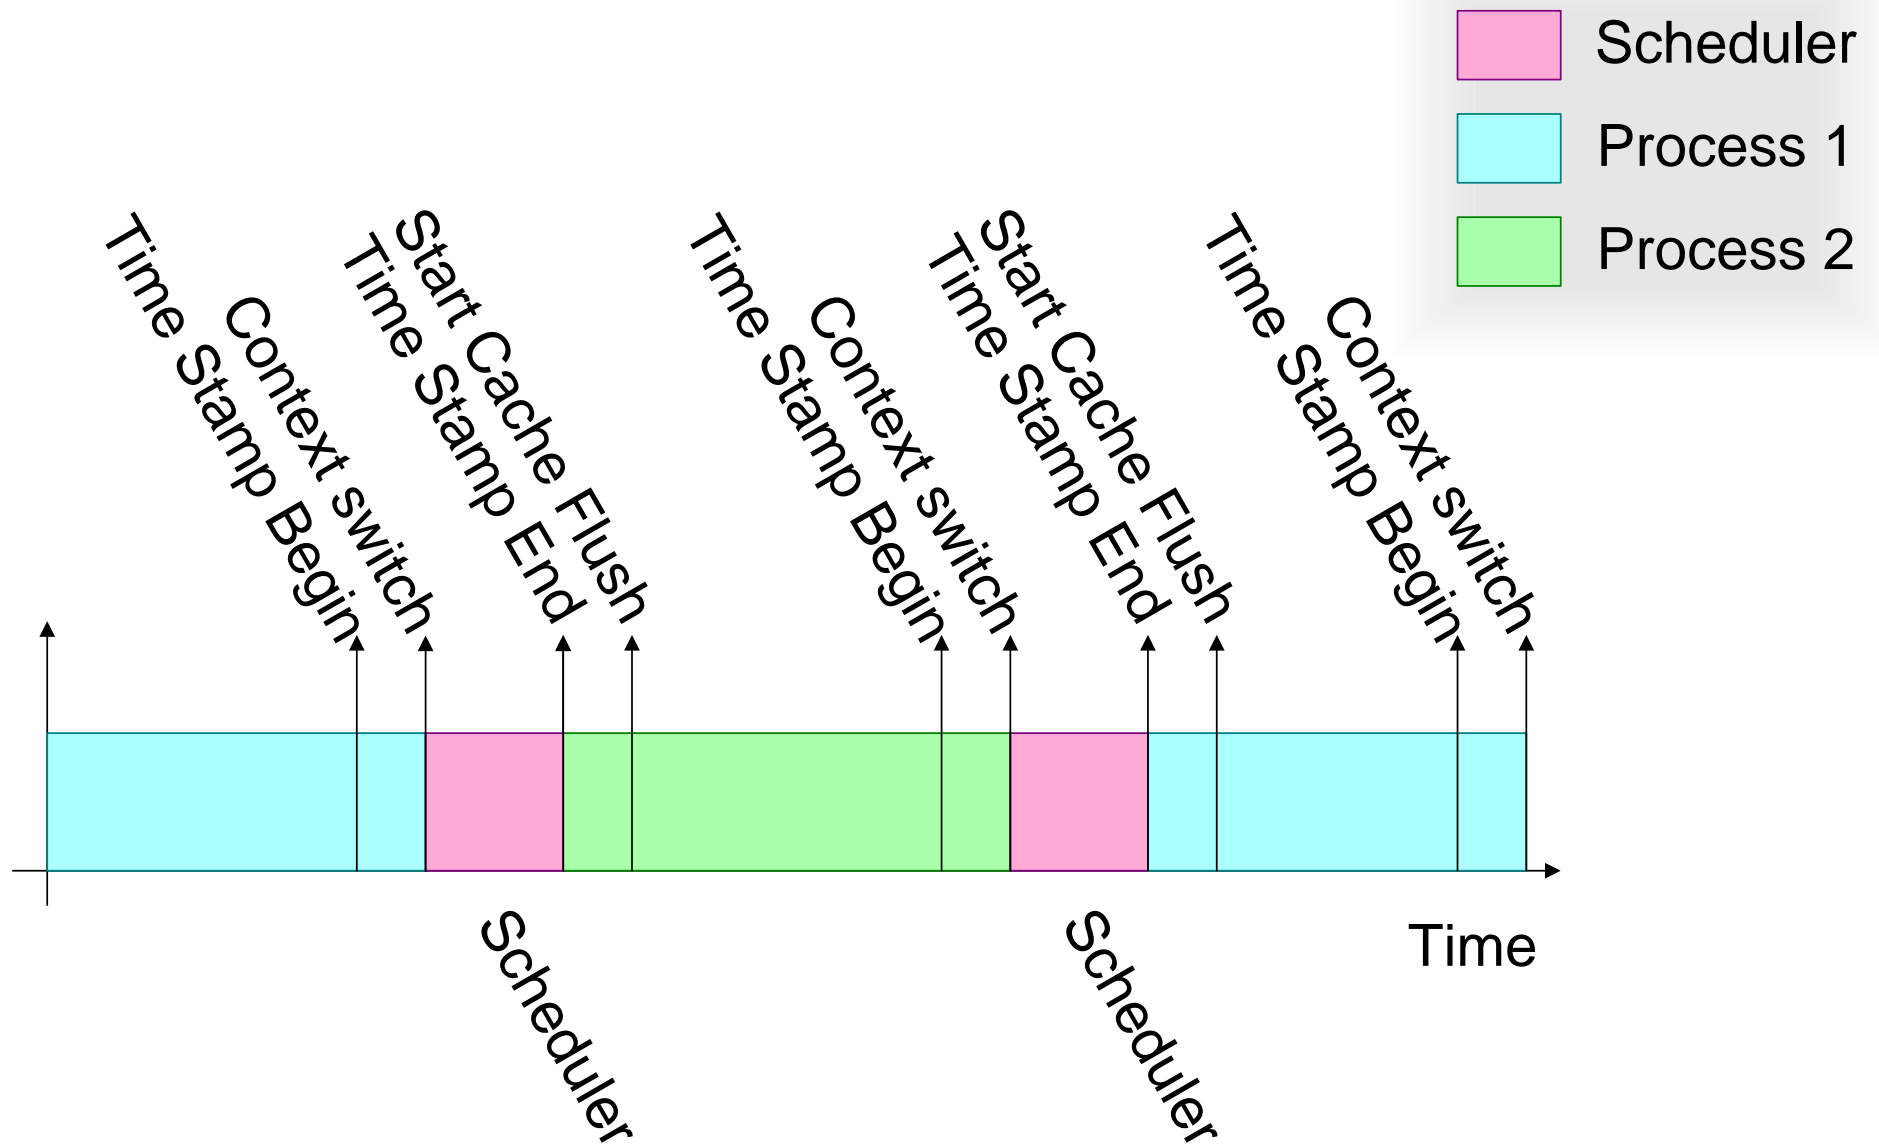 Scheduler
Process 1
Process 2
Time Stamp Begin
Context switch
Time Stamp End
Start Cache Flush
Time Stamp Begin
Context switch
Time Stamp End
Start Cache Flush
Time Stamp Begin
Context switch
Scheduler
Scheduler
Time